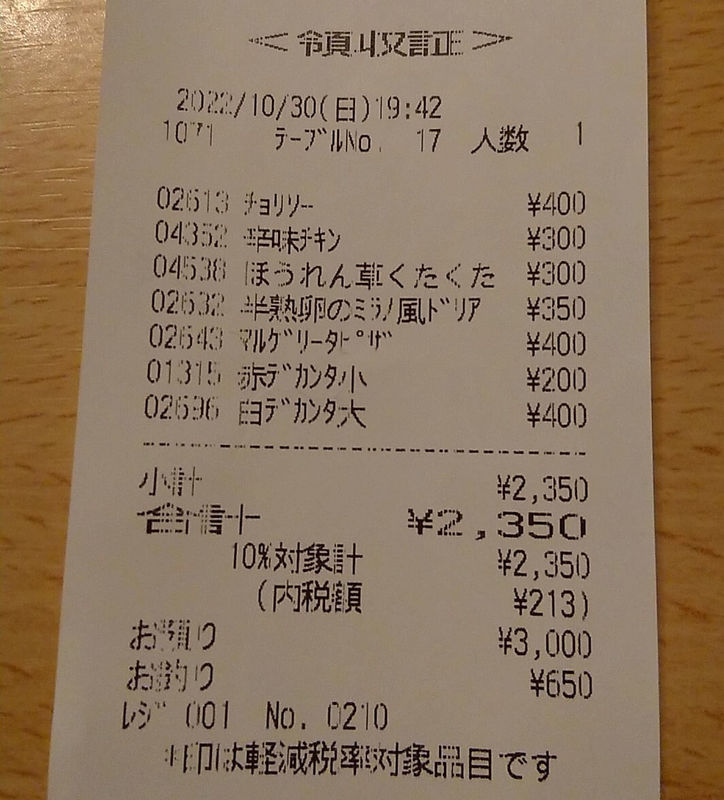 ＜領収証＞
2022/10/30(日)19:42
1071 ﾃｰﾌﾞﾙNo. 17 人数 1
02613 ﾁｮﾘｿｰ ¥400
04352 辛味ﾁｷﾝ ¥300
04538 ほうれん草くたくた ¥300
02632 半熟卵のﾐﾗﾉ風ﾄﾞﾘｱ ¥350
02643 ﾏﾙｹﾞﾘｰﾀﾋﾟｻﾞ ¥400
01315 赤ﾃﾞｶﾝﾀ小 ¥200
02696 白ﾃﾞｶﾝﾀ大 ¥400
小計 ¥2,350
合計 ¥2,350
10%対象計 ¥2,350
(内税額 ¥213)
お預り ¥3,000
お釣り ¥650
ﾚｼﾞ 001 No. 0210
*印は軽減税率対象品目です